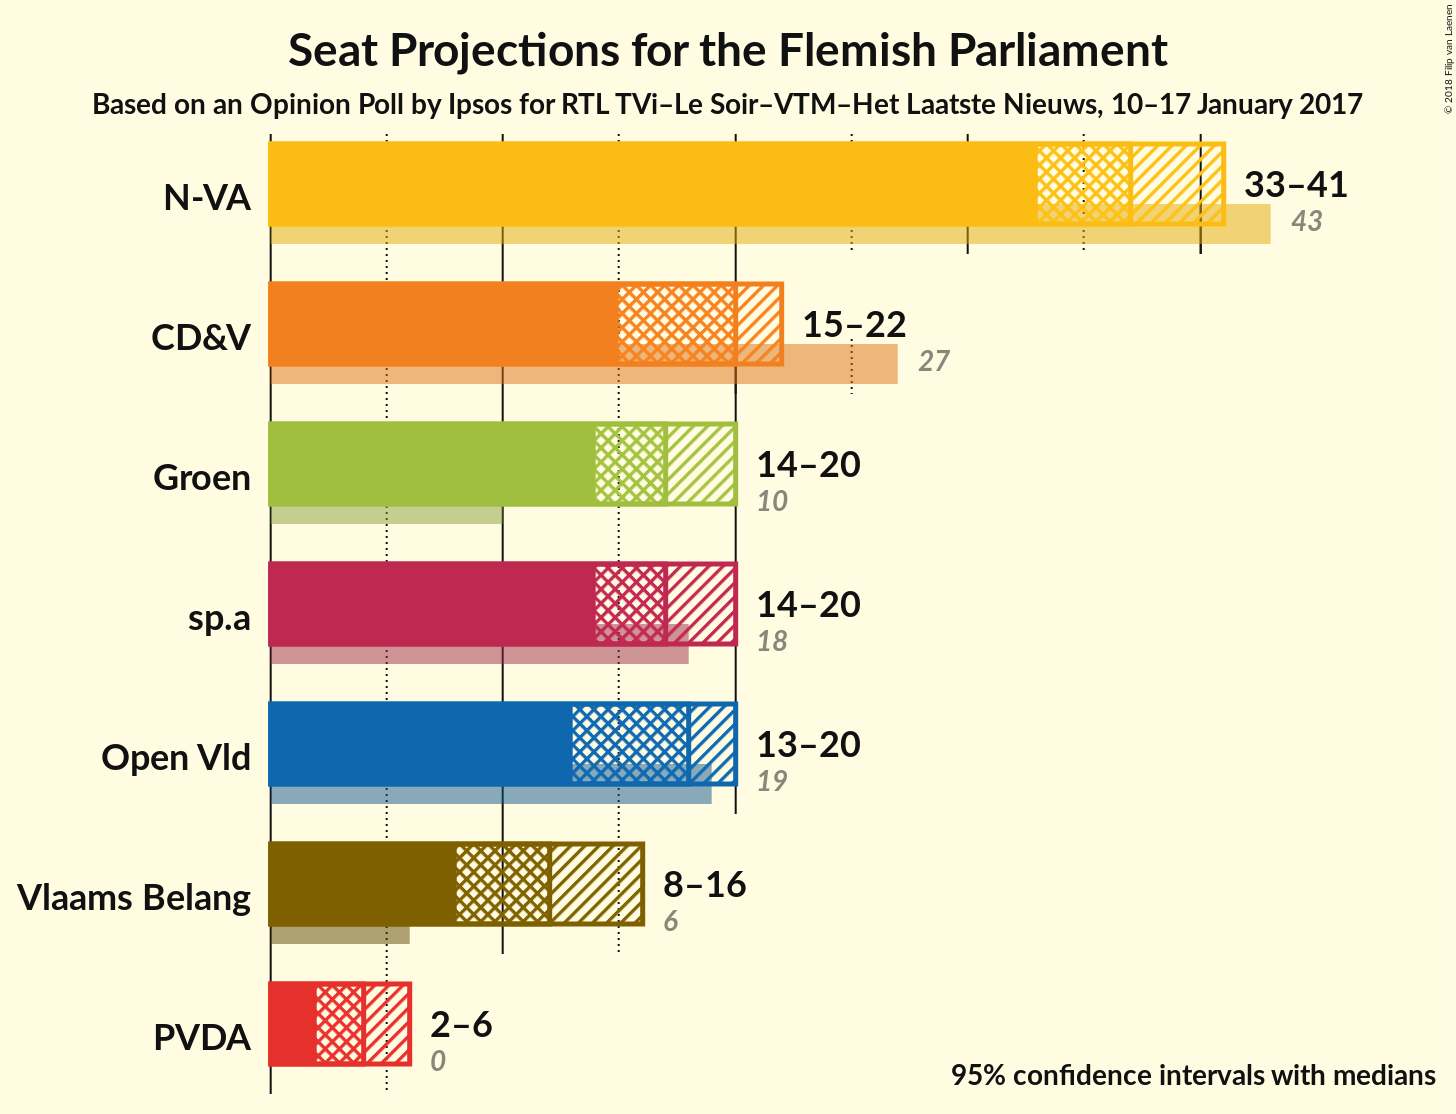 Seat Projections for the Flemish Parliament
Based on an Opinion Poll by Ipsos for RTL TVi–Le Soir–VTM–Het Laatste Nieuws, 10–17 January 2017
© 2018 Filip van Laenen
N-VA
33–41
43
CD&V
15–22
27
Groen
14–20
10
sp.a
14–20
18
Open Vld
13–20
19
Vlaams Belang
8–16
6
PVDA
2–6
0
95% confidence intervals with medians